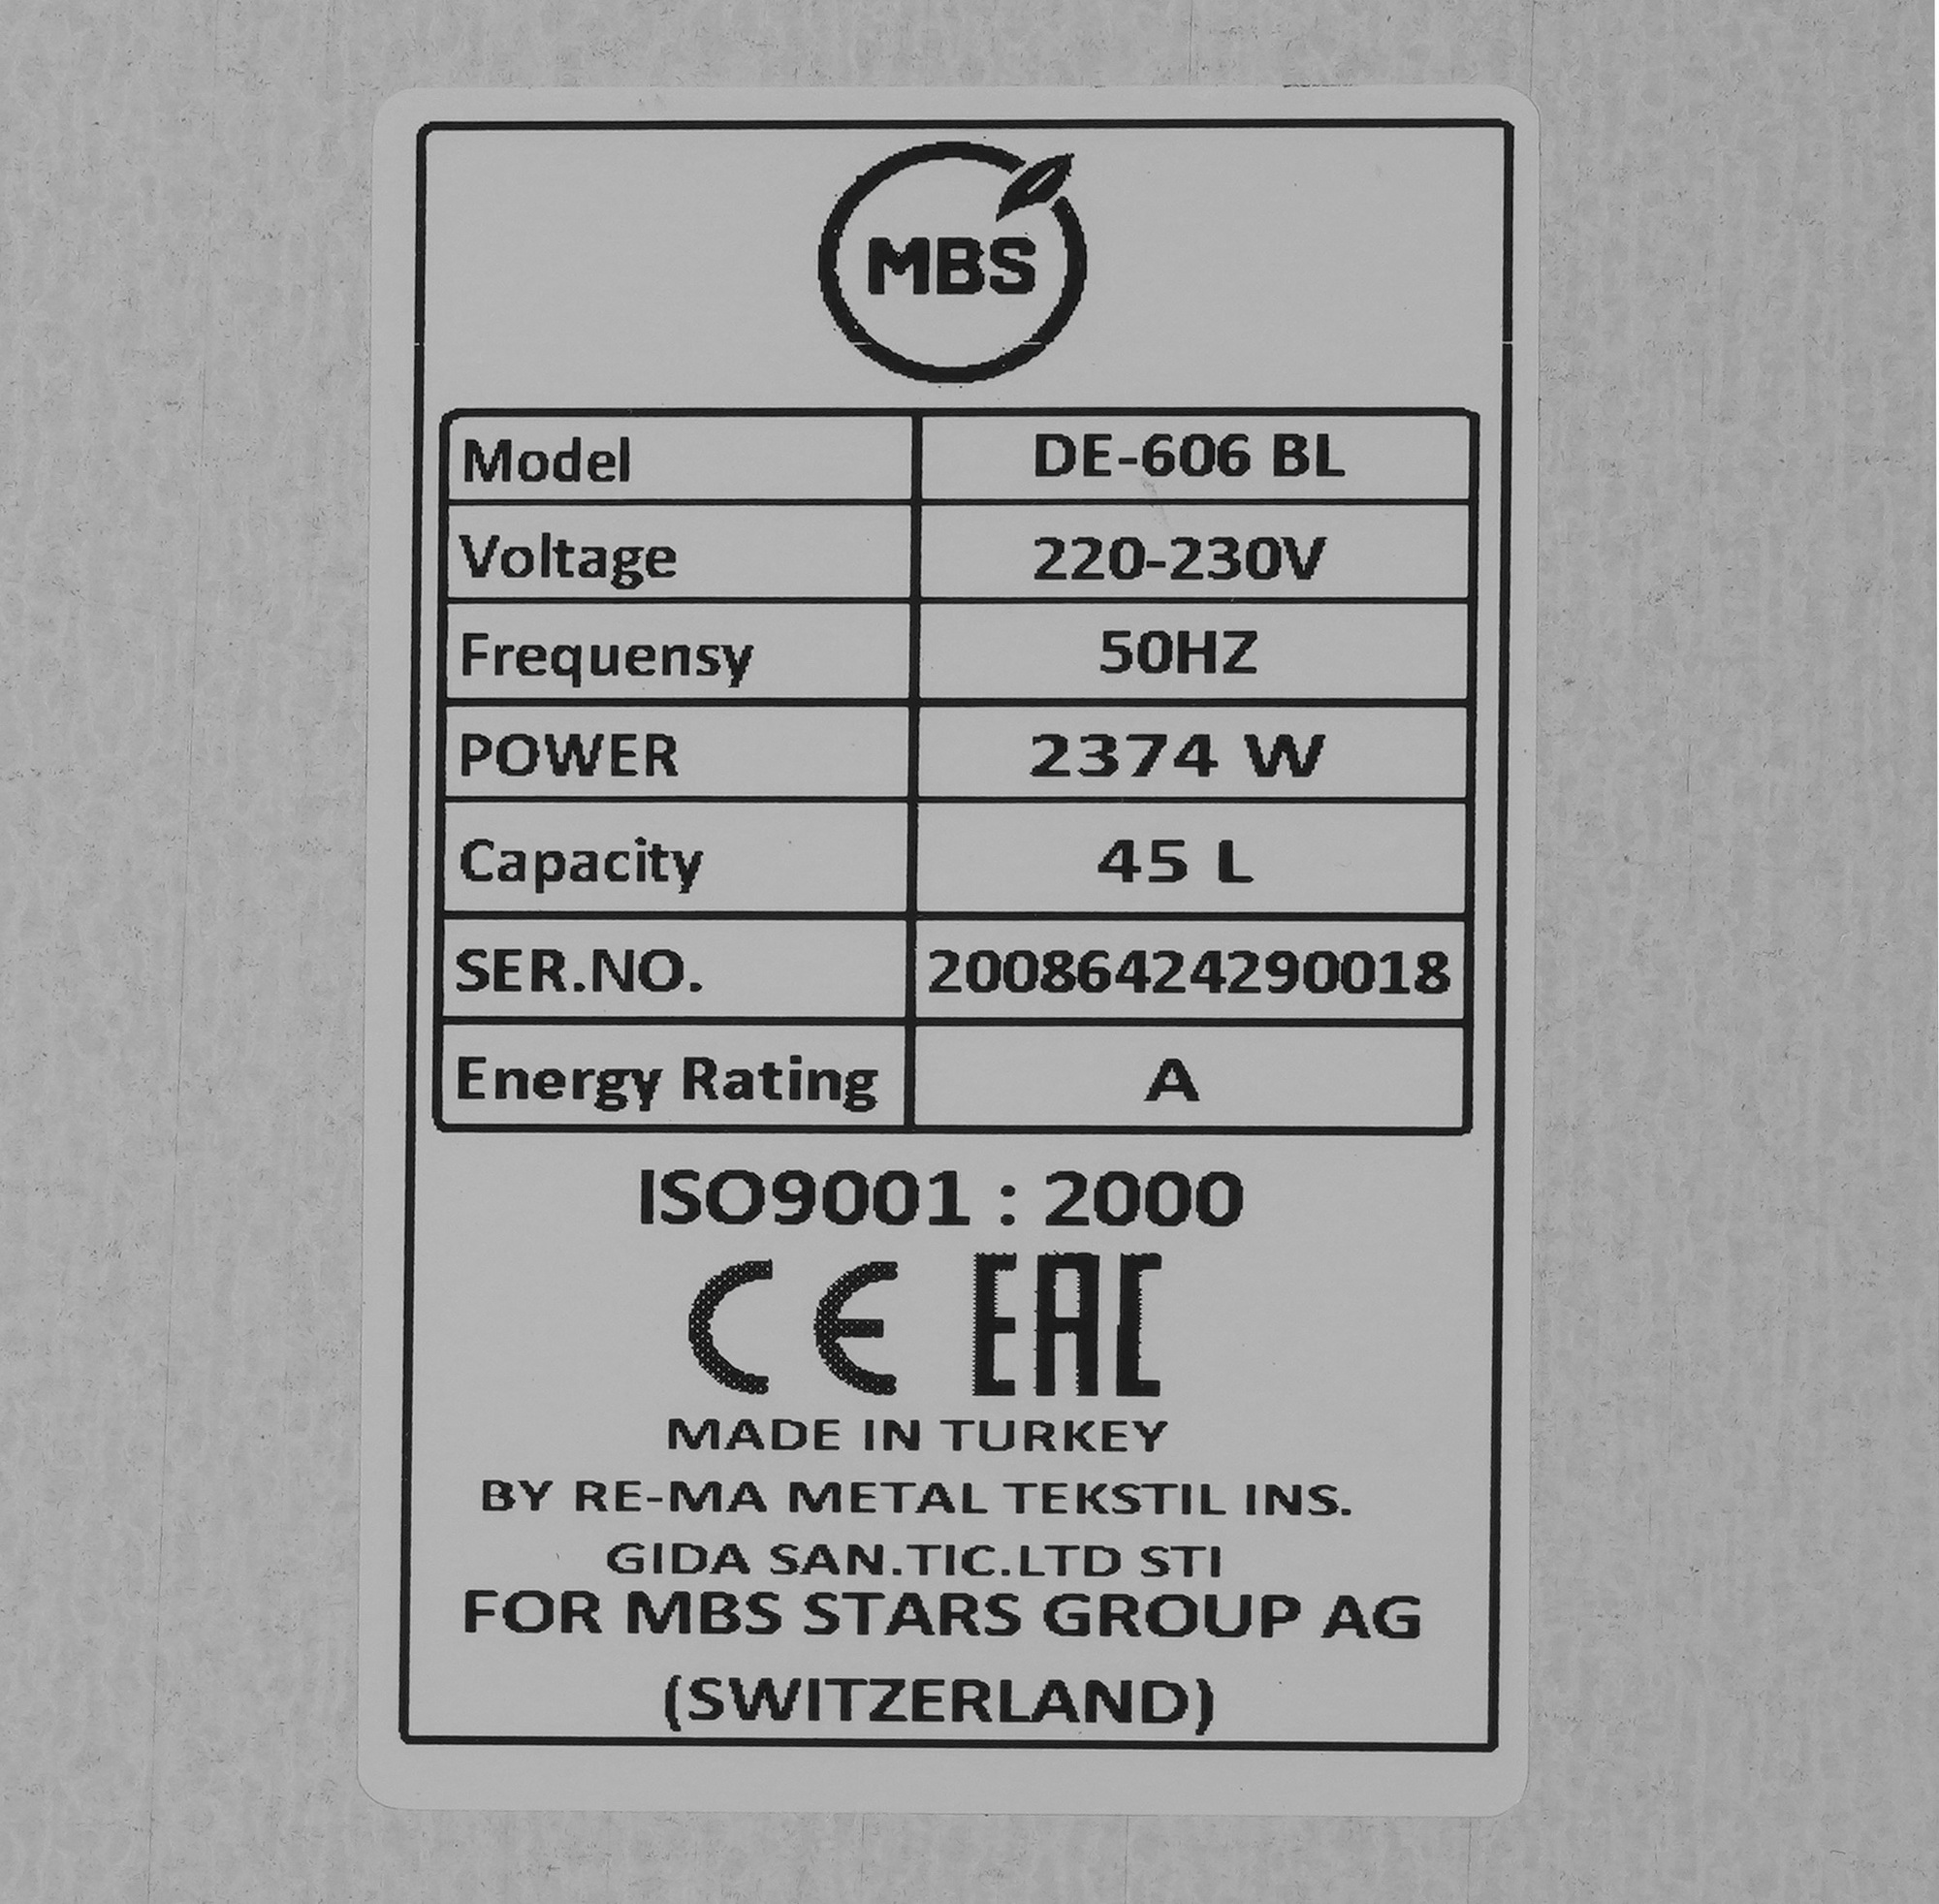 MBS
Model DE-606 BL
Voltage 220-230V
Frequensy 50HZ
POWER 2374 W
Capacity 45 L
SER.NO. 20086424290018
Energy Rating A
ISO9001 : 2000
CE EAC
MADE IN TURKEY
BY RE-MA METAL TEKSTIL INS.
GIDA SAN.TIC.LTD STI
FOR MBS STARS GROUP AG
(SWITZERLAND)